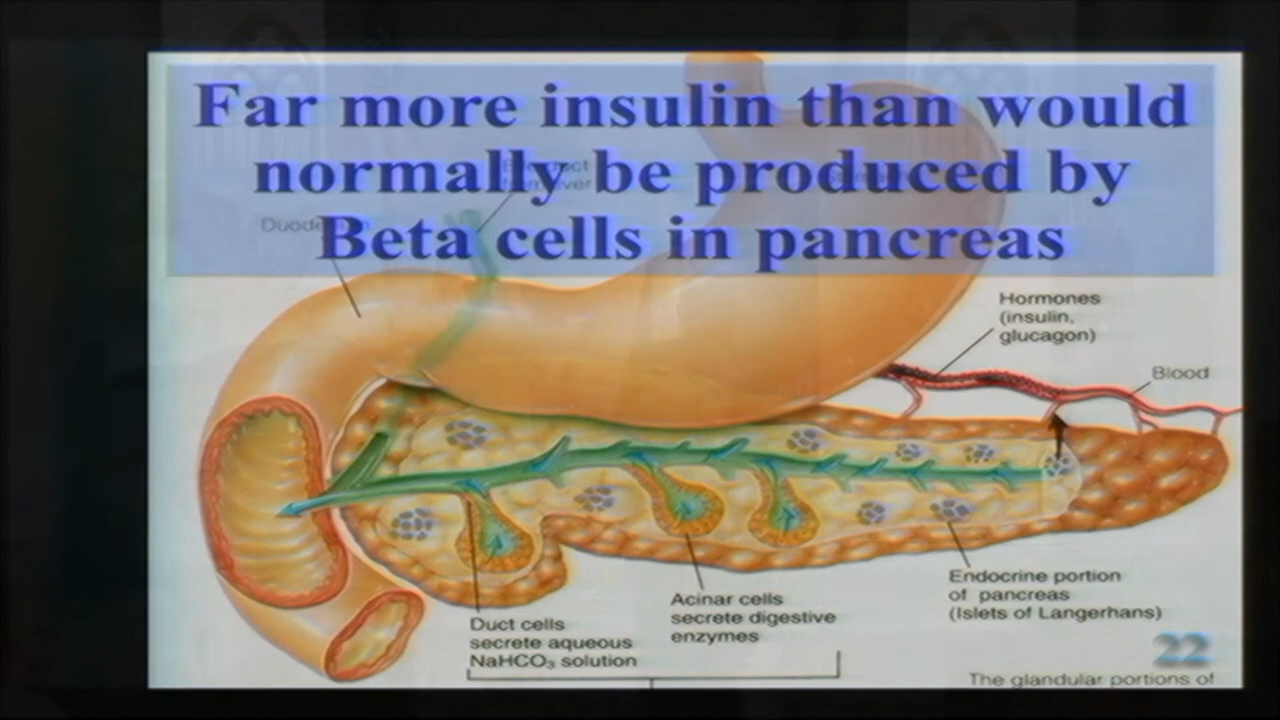 Far more insulin than would
normally be produced by
Beta cells in pancreas
Hormones
(insulin,
glucagon)
Blood
Endocrine portion
of pancreas
(Islets of Langerhans)
Acinar cells
secrete digestive
enzymes
Duct cells
secrete aqueous
NaHCO₃ solution
22
The glandular portions of